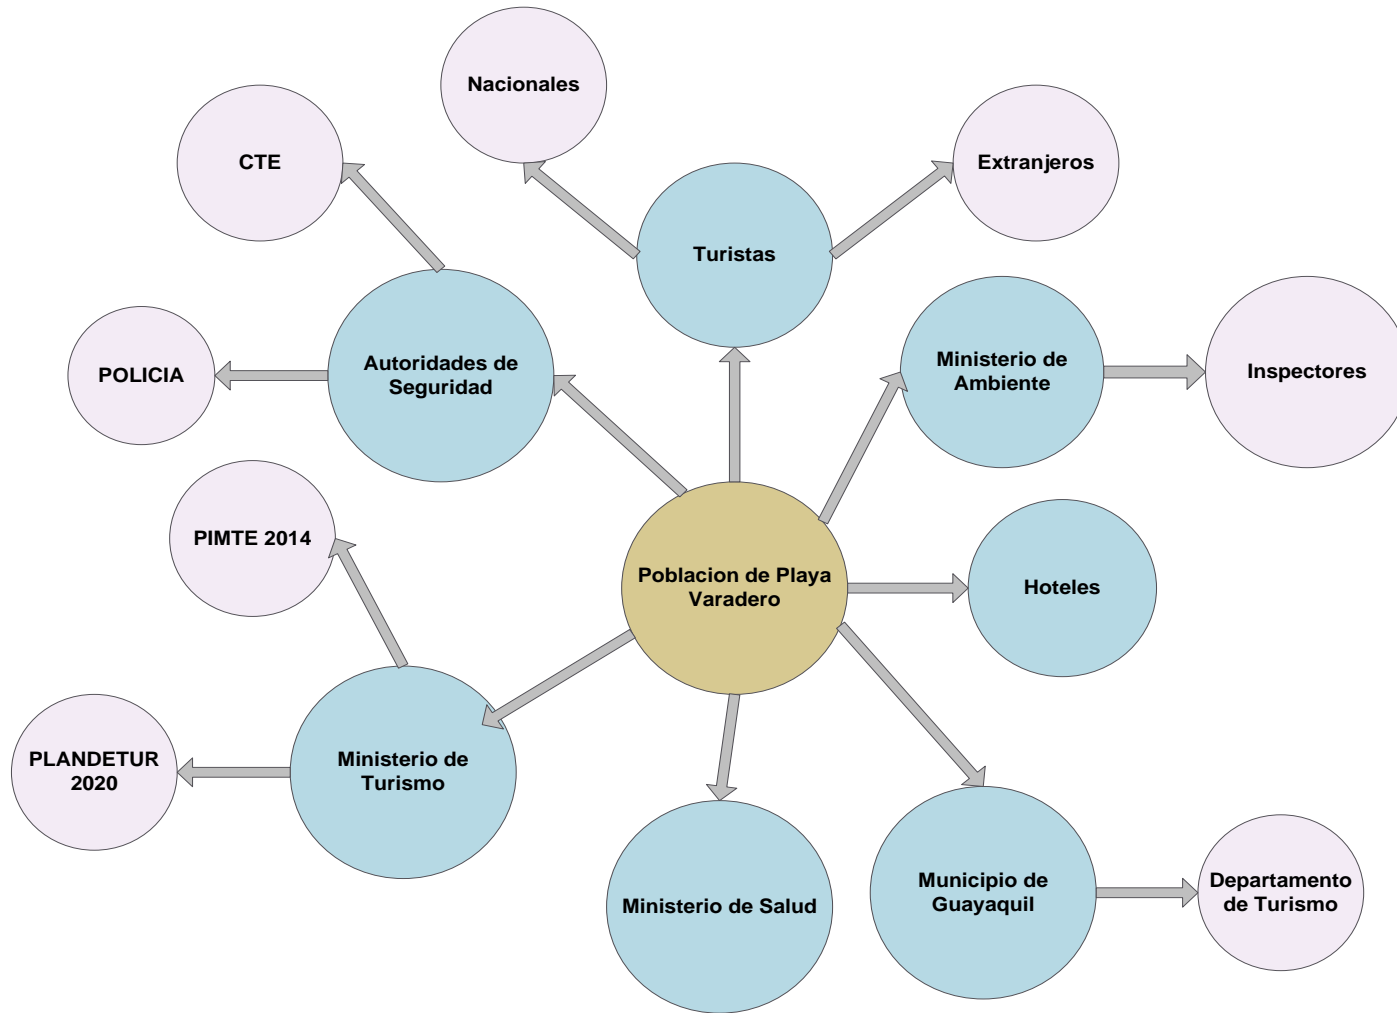 Nacionales
CTE
Extranjeros
Turistas
Autoridades de
Seguridad
Ministerio de
Ambiente
Inspectores
POLICIA
PIMTE 2014
Poblacion de Playa
Varadero
Hoteles
PLANDETUR
2020
Ministerio de
Turismo
Ministerio de Salud
Municipio de
Guayaquil
Departamento
de Turismo